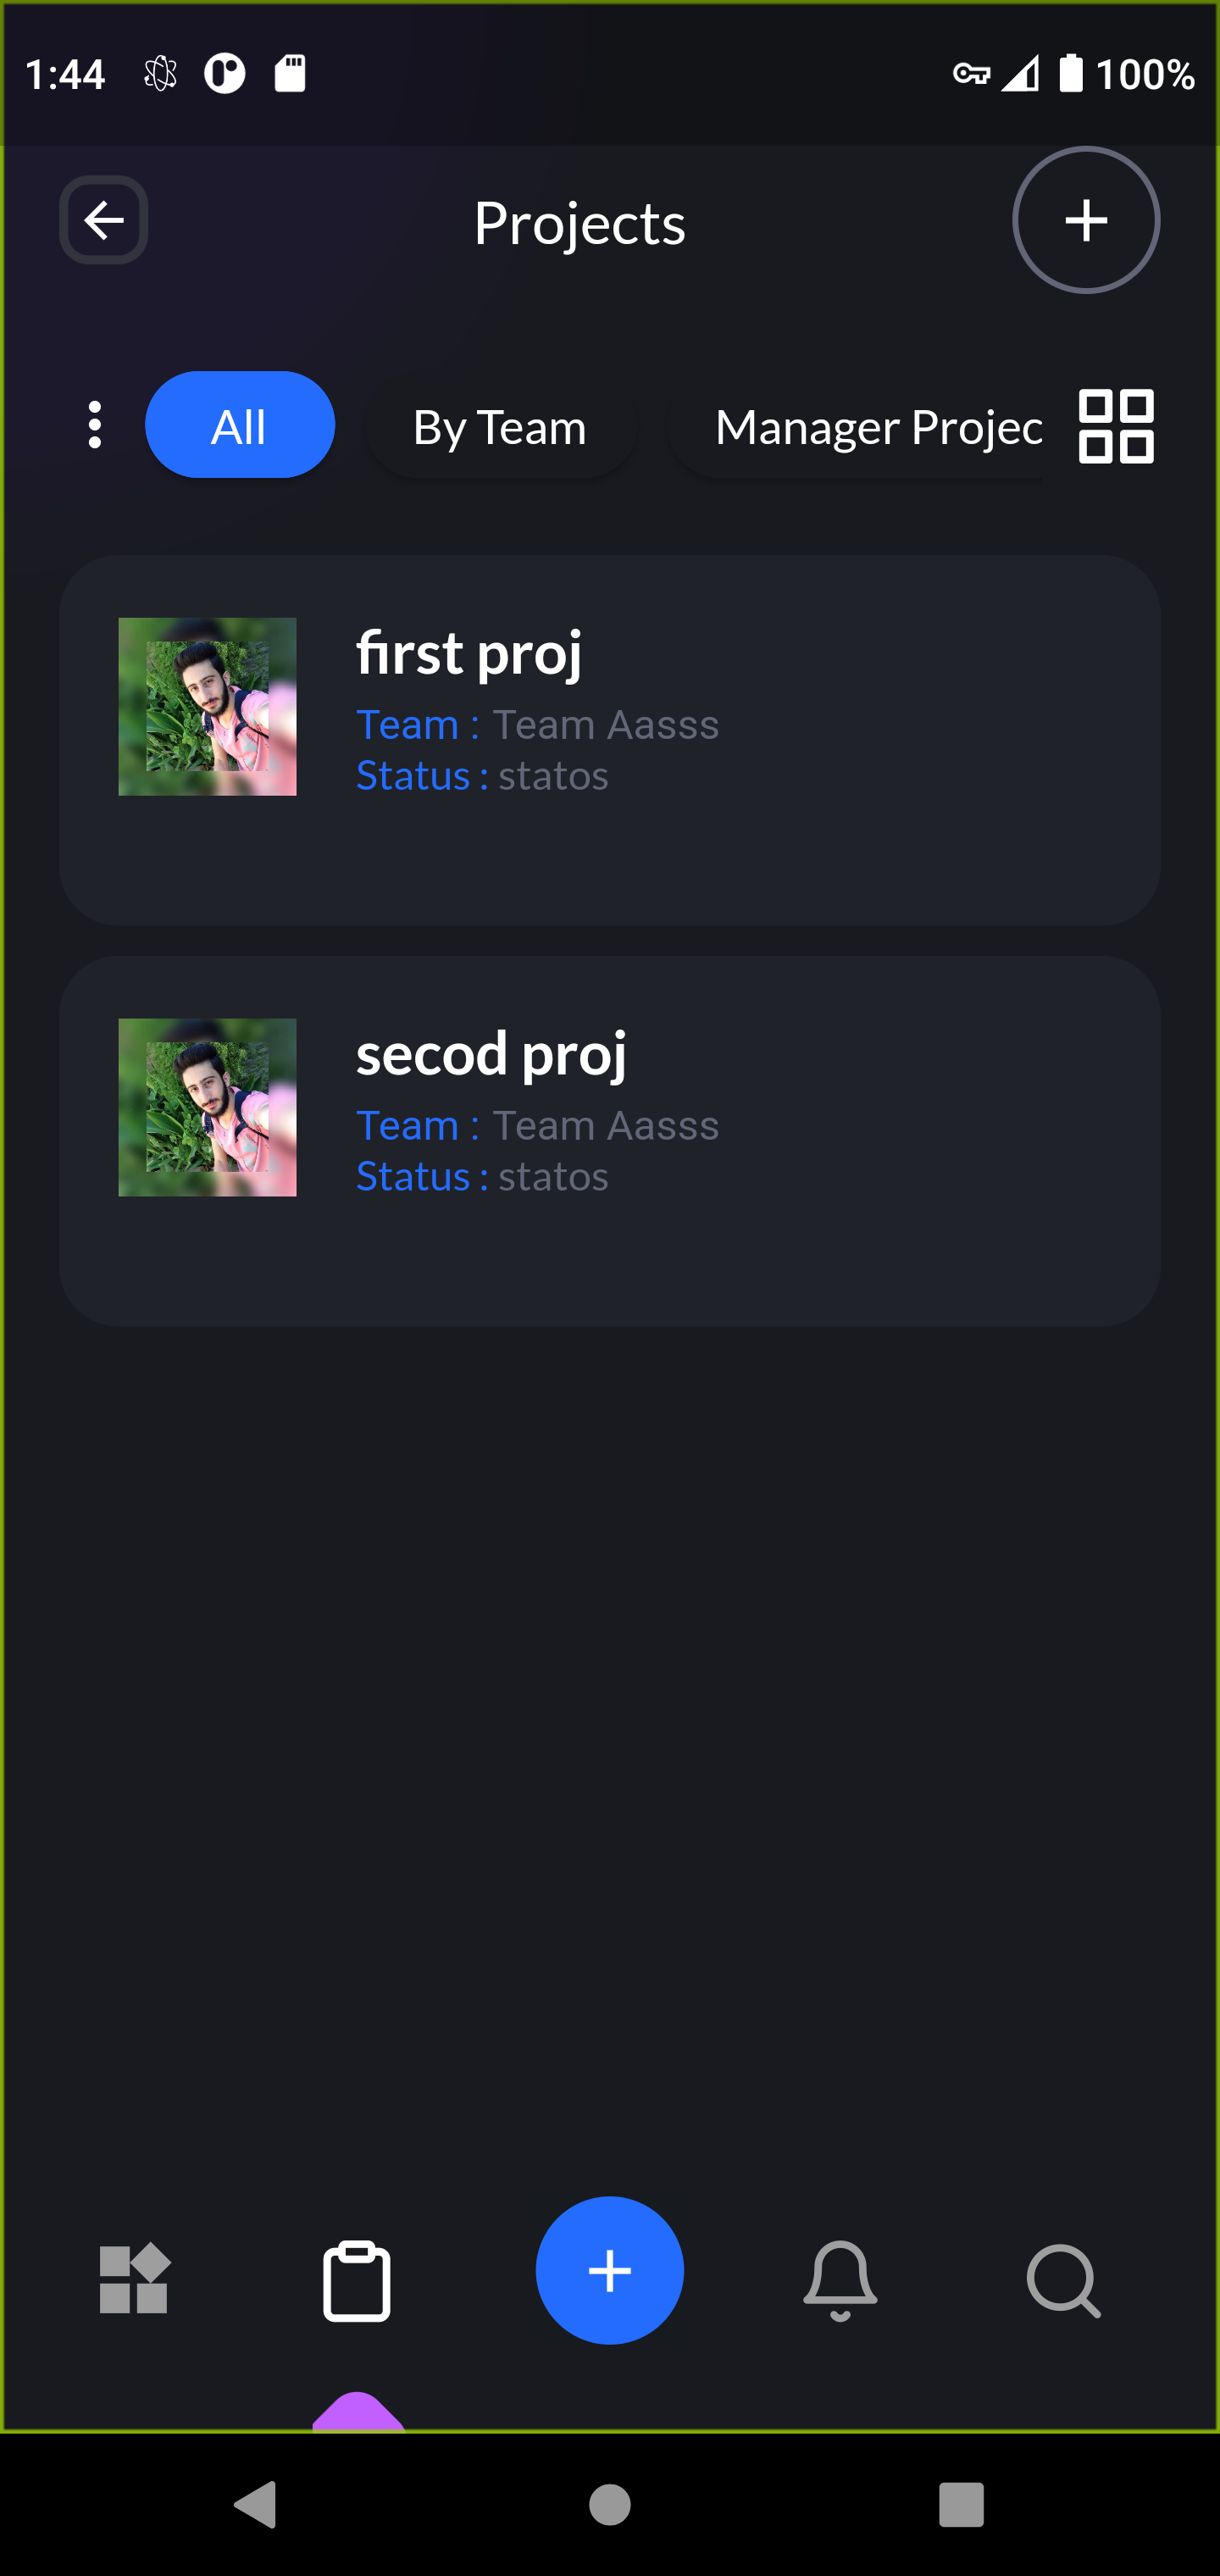 1:44 100%
Projects
All By Team Manager Projec
first proj
Team : Team Aasss
Status : statos
secod proj
Team : Team Aasss
Status : statos